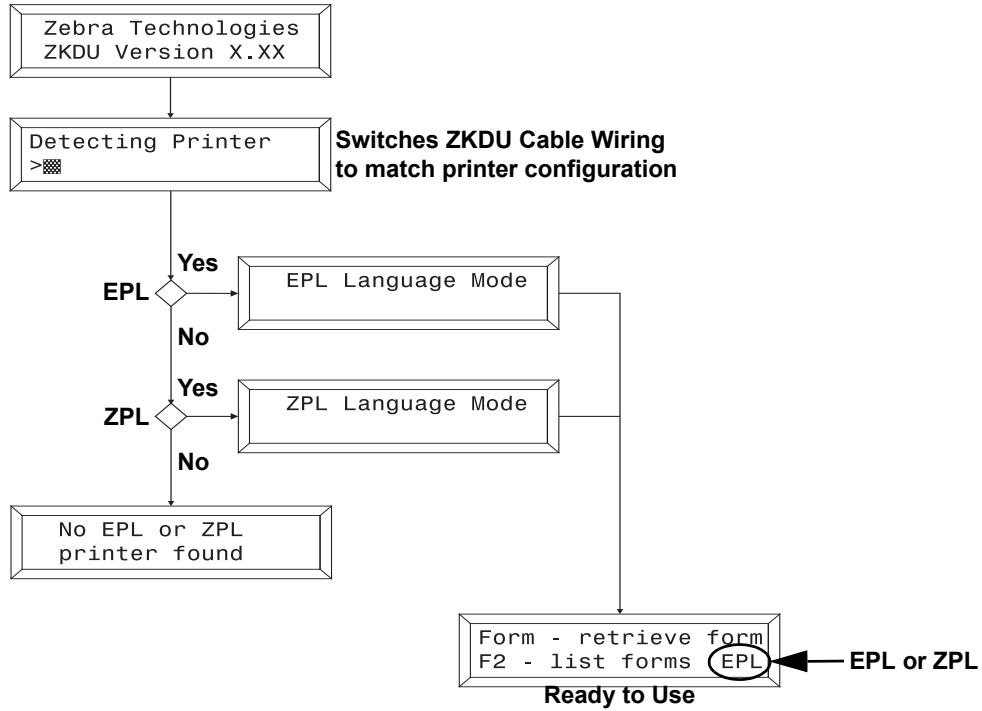 Zebra Technologies
ZKDU Version X.XX
Detecting Printer
>▒
Switches ZKDU Cable Wiring
to match printer configuration
Yes
EPL
EPL Language Mode
No
Yes
ZPL
ZPL Language Mode
No
No EPL or ZPL
printer found
Form - retrieve form
F2 - list forms EPL
EPL or ZPL
Ready to Use